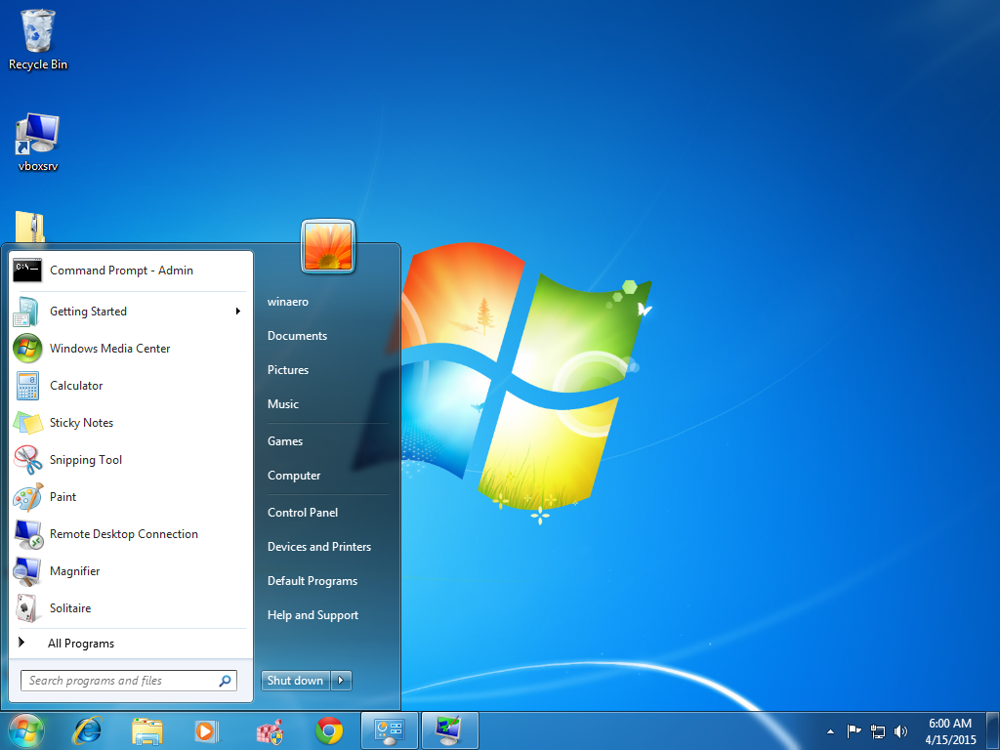 Recycle Bin
vboxsrv
C:\
Command Prompt - Admin
Getting Started
Windows Media Center
Calculator
Sticky Notes
Snipping Tool
Paint
Remote Desktop Connection
Magnifier
Solitaire
All Programs
Search programs and files
winaero
Documents
Pictures
Music
Games
Computer
Control Panel
Devices and Printers
Default Programs
Help and Support
Shut down
6:00 AM
4/15/2015